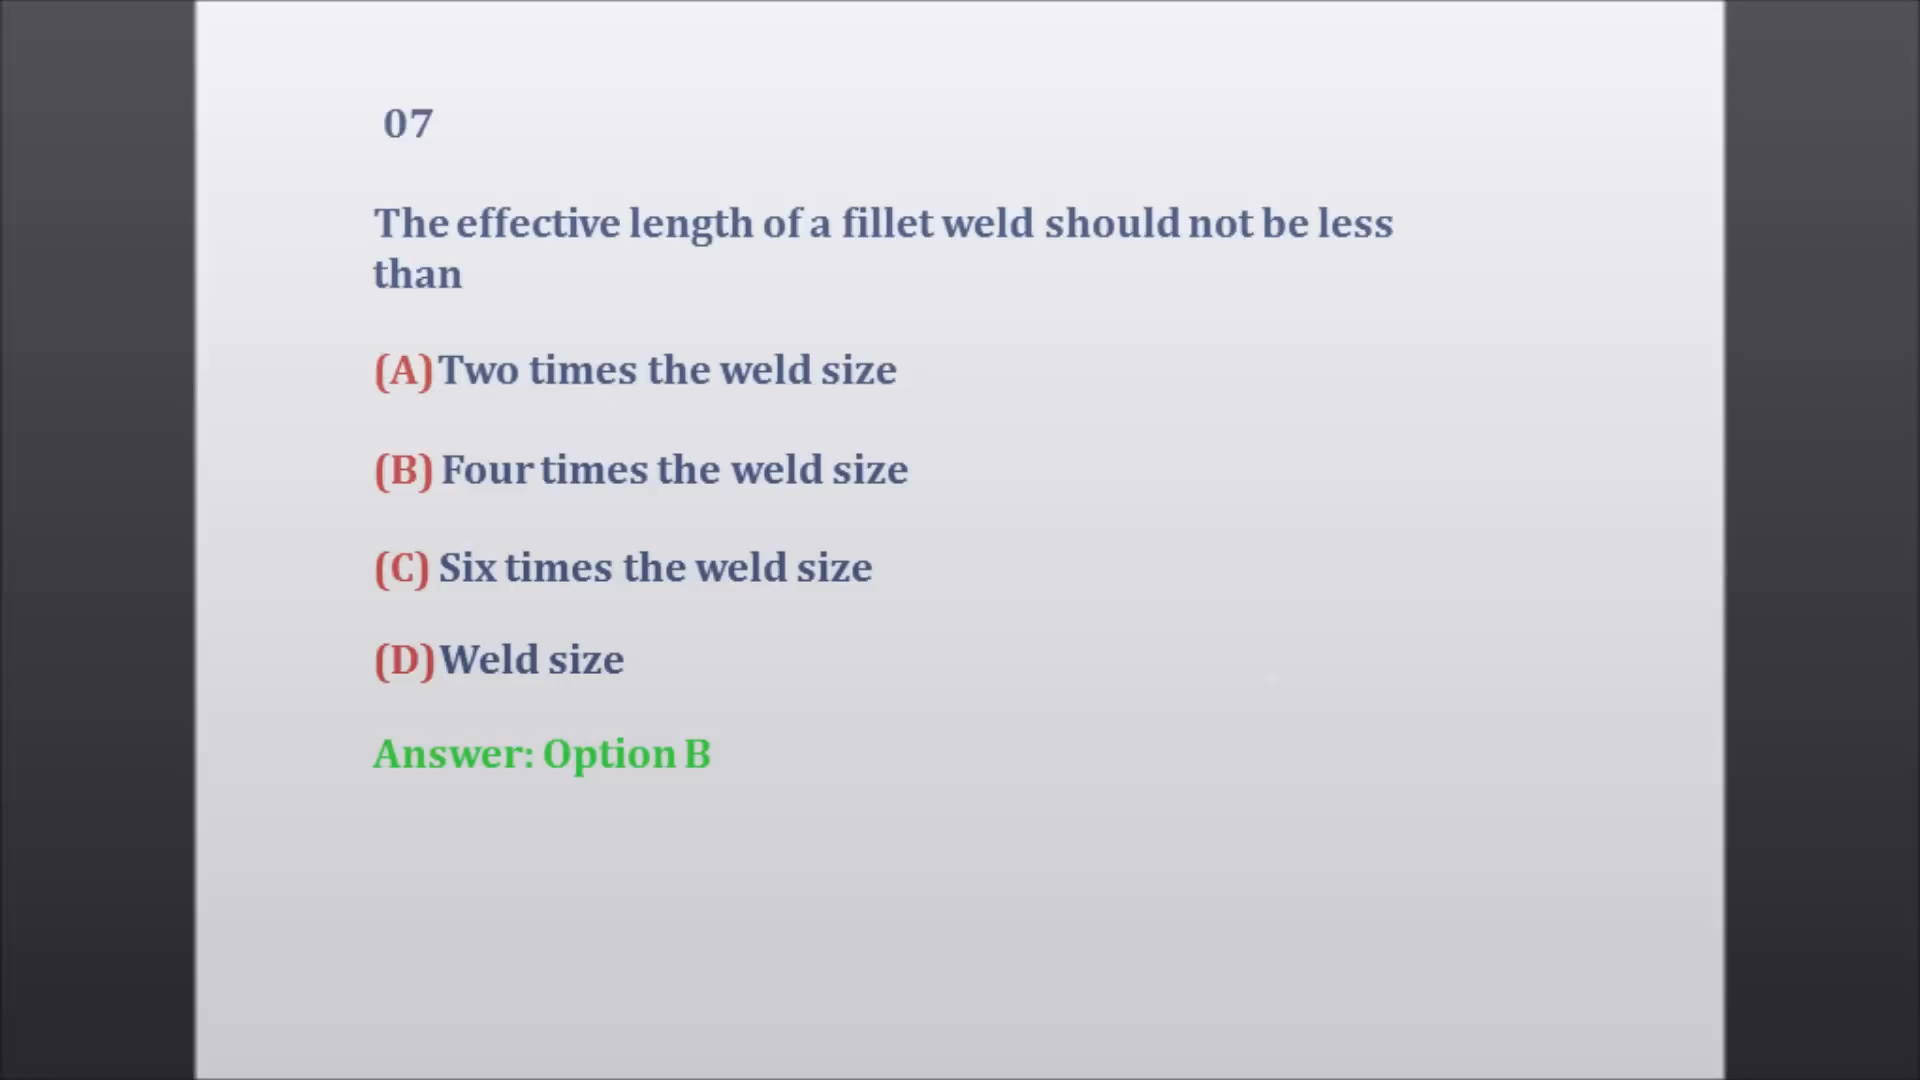 07
The effective length of a fillet weld should not be less
than
(A) Two times the weld size
(B) Four times the weld size
(C) Six times the weld size
(D) Weld size
Answer: Option B